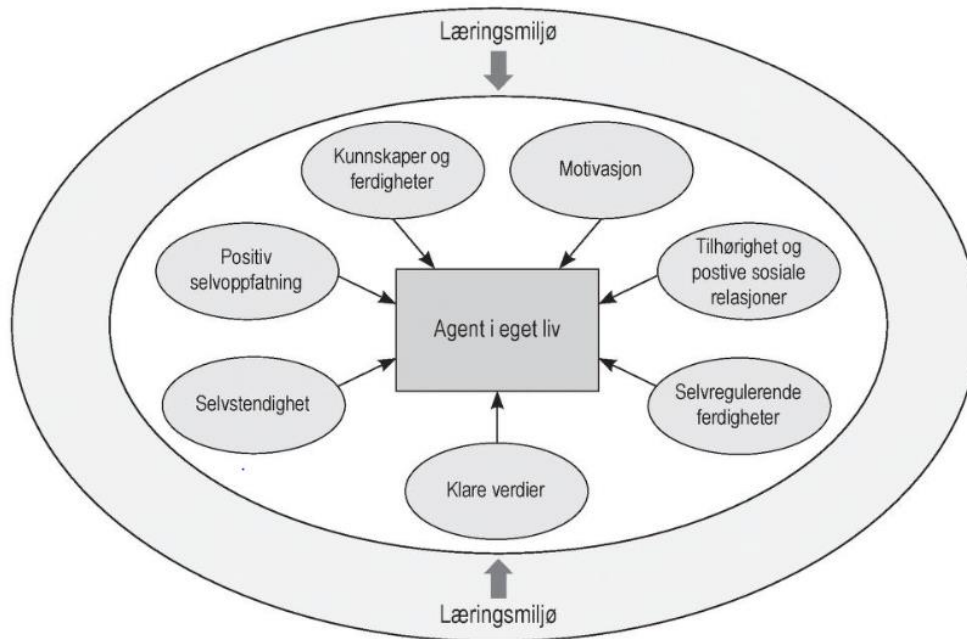 Læringsmiljø
Kunnskaper og
ferdigheter
Motivasjon
Positiv
selvoppfatning
Tilhørighet og
postive sosiale
relasjoner
Agent i eget liv
Selvstendighet
Selvregulerende
ferdigheter
Klare verdier
Læringsmiljø